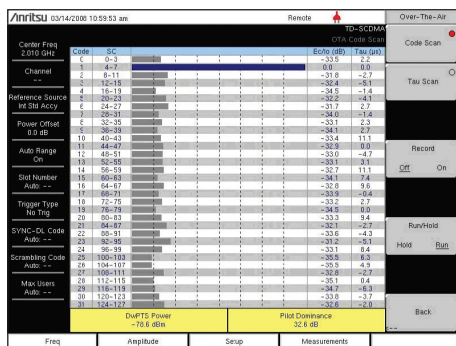 Anritsu 03/14/2006 10:59:53 am Remote Over-The-Air
TD-SCDMA
OTA Code Scan
Center Freq
2.010 GHz
Channel
--
Reference Source
Int Std Accy
Power Offset
0.0 dB
Auto Range
On
Slot Number
Auto: --
Trigger Type
No Trig
SYNC-DL Code
Auto: --
Scrambling Code
Auto: --
Max Users
Auto: --
Code SC Ec/Io (dB) Tau (µs)
0 0-3 -33.5 2.2
1 4-7 0.0 0.0
2 8-11 -31.8 -2.7
3 12-15 -32.4 -5.1
4 16-19 -34.5 -1.4
5 20-23 -32.2 -4.1
6 24-27 -31.7 2.7
7 28-31 -34.0 -1.4
8 32-35 -33.1 2.3
9 36-39 -34.1 2.7
10 40-43 -33.4 11.1
11 44-47 -32.9 0.0
12 48-51 -33.0 -4.7
13 52-55 -33.1 3.1
14 56-59 -32.7 11.1
15 60-63 -34.1 7.4
16 64-67 -32.8 9.6
17 68-71 -33.9 -0.4
18 72-75 -33.2 2.7
19 76-79 -34.5 0.0
20 80-83 -33.3 9.4
21 84-87 -32.1 -2.7
22 88-91 -33.6 -4.3
23 92-95 -31.2 -5.1
24 96-99 -33.1 8.4
25 100-103 -35.5 6.3
26 104-107 -35.5 4.9
27 108-111 -32.8 -2.7
28 112-115 -35.1 0.4
29 116-119 -34.7 -6.3
30 120-123 -33.8 -3.7
31 124-127 -32.6 -2.0
DwPTS Power
-78.6 dBm
Pilot Dominance
32.6 dB
Code Scan
Tau Scan
Record
Off On
Run/Hold
Hold Run
Back
Freq Amplitude Setup Measurements